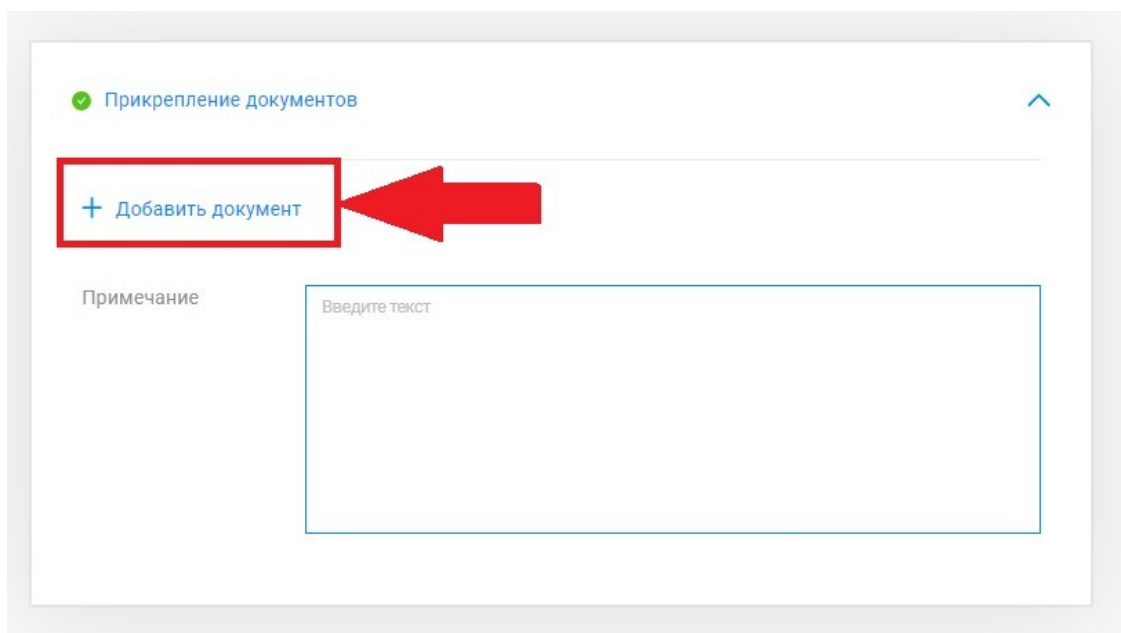 Прикрепление документов
+ Добавить документ
Примечание
Введите текст